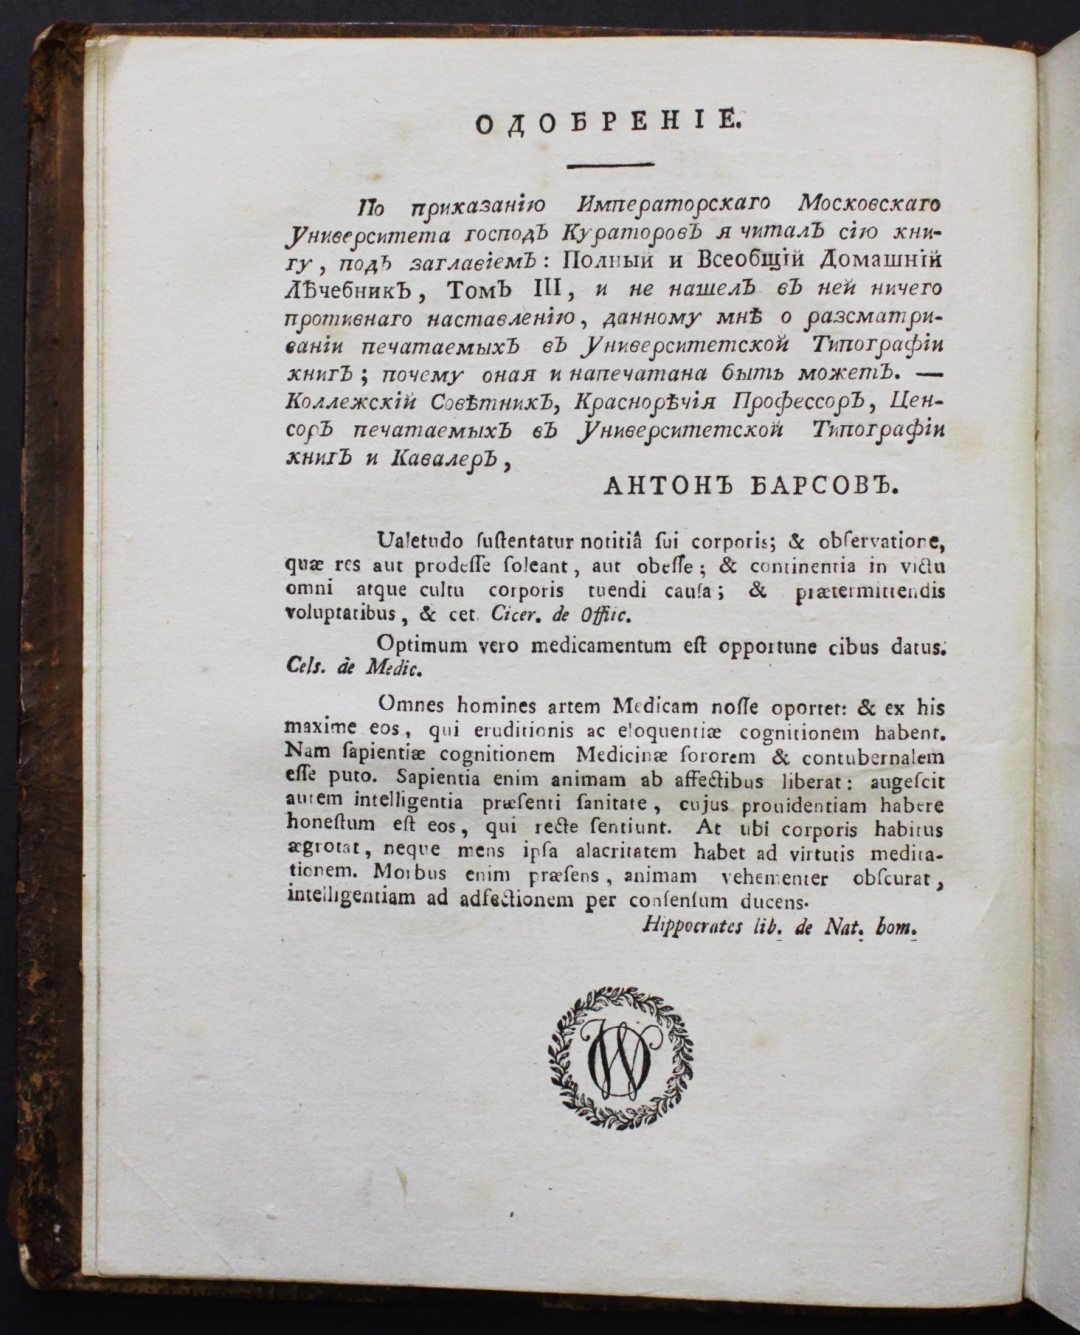 ОДОБРЕНІЕ.
По приказанію Императорскаго Московскаго
Университета господъ Кураторовъ я читалъ сію кни-
гу, подъ заглавіемъ: Полный и Всеобщій Домашній
Лѣчебникъ, Томъ III, и не нашелъ въ ней ничего
противнаго наставленію, данному мнѣ о разсматри-
ваніи печатаемыхъ въ Университетской Типографіи
книгъ; почему оная и напечатана быть можетъ. —
Коллежскій Совѣтникъ, Краснорѣчія Профессоръ, Цен-
соръ печатаемыхъ въ Университетской Типографіи
книгъ и Кавалеръ,
АНТОНЪ БАРСОВЪ.
Ualetudo ſuſtentatur notitiâ ſui corporis; & obſervatione,
quæ res aut prodeſſe ſoleant, aut obeſſe; & continentia in victu
omni atque cultu corporis tuendi cauſa; & prætermittendis
voluptatibus, & cet. Cicer. de Offic.
Optimum vero medicamentum eſt opportune cibus datus.
Cels. de Medic.
Omnes homines artem Medicam noſſe oportet: & ex his
maxime eos, qui eruditionis ac eloquentiæ cognitionem habent.
Nam ſapientiæ cognitionem Medicinæ ſororem & contubernalem
eſſe puto. Sapientia enim animam ab affectibus liberat: augeſcit
autem intelligentia præſenti ſanitate, cujus prouidentiam habere
honeſtum eſt eos, qui recte ſentiunt. At ubi corporis habitus
ægrotat, neque mens ipſa alacritatem habet ad virtutis medita-
tionem. Morbus enim præſens, animam vehementer obſcurat,
intelligentiam ad adfectionem per conſenſum ducens.
Hippocrates lib. de Nat. hom.